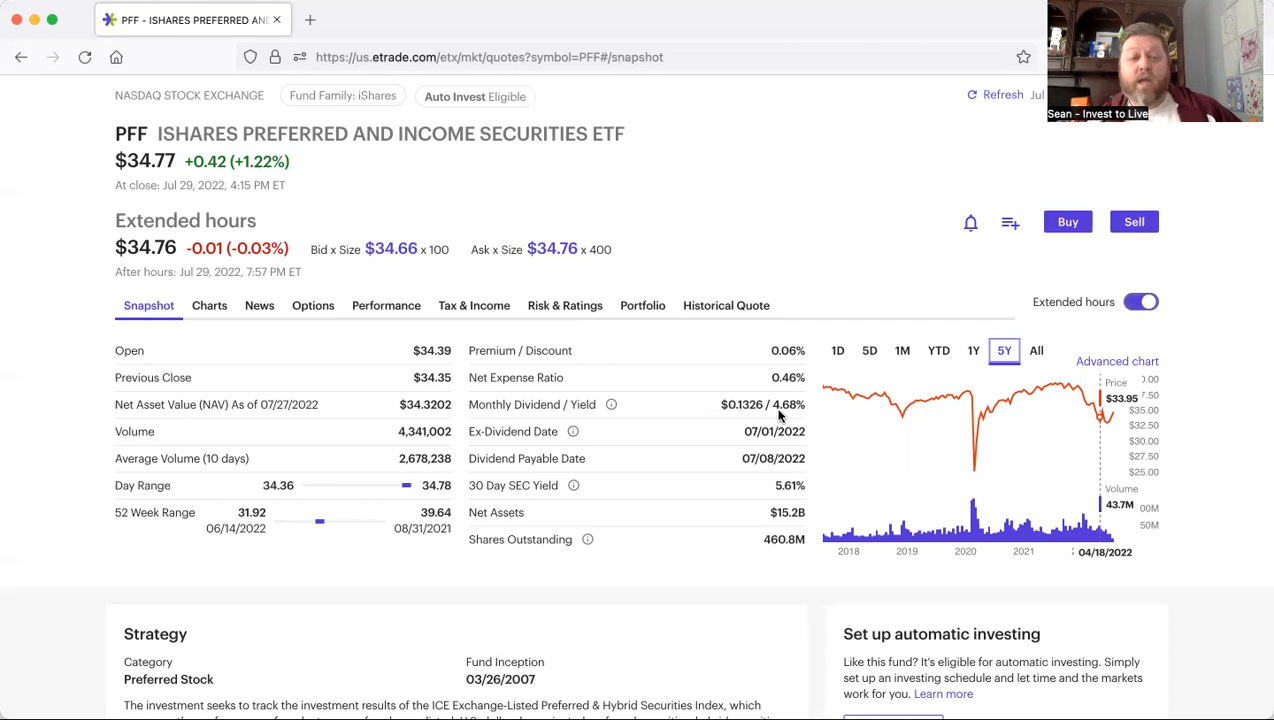 PFF - ISHARES PREFERRED AND
https://us.etrade.com/etx/mkt/quotes?symbol=PFF#/snapshot
NASDAQ STOCK EXCHANGE Fund Family: iShares Auto Invest Eligible
Refresh Jul
Sean - Invest to Live
PFF ISHARES PREFERRED AND INCOME SECURITIES ETF
$34.77 +0.42 (+1.22%)
At close: Jul 29, 2022, 4:15 PM ET
Extended hours
$34.76 -0.01 (-0.03%) Bid x Size $34.66 x 100 Ask x Size $34.76 x 400
After hours: Jul 29, 2022, 7:57 PM ET
Buy Sell
Snapshot Charts News Options Performance Tax & Income Risk & Ratings Portfolio Historical Quote
Extended hours
Open $34.39
Previous Close $34.35
Net Asset Value (NAV) As of 07/27/2022 $34.3202
Volume 4,341,002
Average Volume (10 days) 2,678,238
Day Range 34.36 34.78
52 Week Range 31.92 39.64
06/14/2022 08/31/2021
Premium / Discount 0.06%
Net Expense Ratio 0.46%
Monthly Dividend / Yield $0.1326 / 4.68%
Ex-Dividend Date 07/01/2022
Dividend Payable Date 07/08/2022
30 Day SEC Yield 5.61%
Net Assets $15.2B
Shares Outstanding 460.8M
1D 5D 1M YTD 1Y 5Y All
Advanced chart
Price
$33.95
0.00
7.50
$35.00
$32.50
$30.00
$27.50
$25.00
Volume
43.7M
00M
50M
2018 2019 2020 2021 04/18/2022
Strategy
Category
Preferred Stock
Fund Inception
03/26/2007
The investment seeks to track the investment results of the ICE Exchange-Listed Preferred & Hybrid Securities Index, which
Set up automatic investing
Like this fund? It's eligible for automatic investing. Simply
set up an investing schedule and let time and the markets
work for you. Learn more